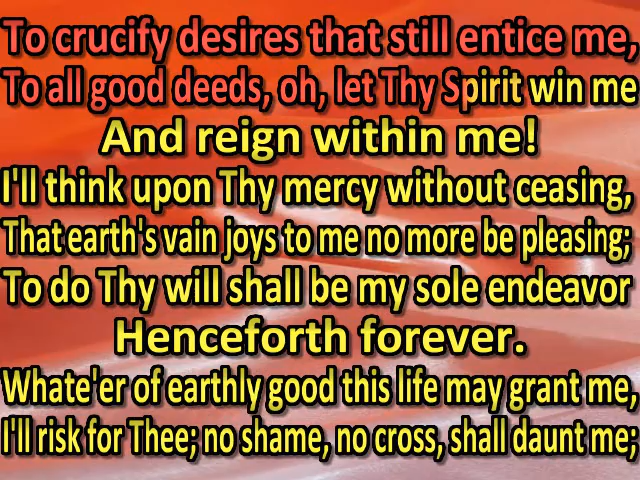 To crucify desires that still entice me,
To all good deeds, oh, let Thy Spirit win me
And reign within me!
I'll think upon Thy mercy without ceasing,
That earth's vain joys to me no more be pleasing;
To do Thy will shall be my sole endeavor
Henceforth forever.
Whate'er of earthly good this life may grant me,
I'll risk for Thee; no shame, no cross, shall daunt me;